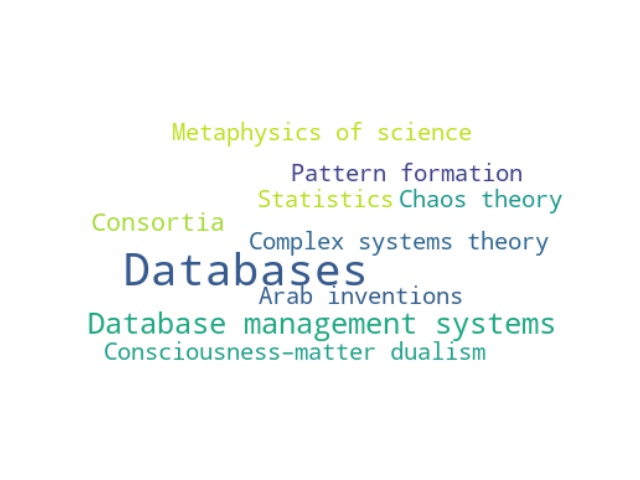 Metaphysics of science
Pattern formation
Statistics Chaos theory
Consortia
Complex systems theory
Databases
Arab inventions
Database management systems
Consciousness–matter dualism